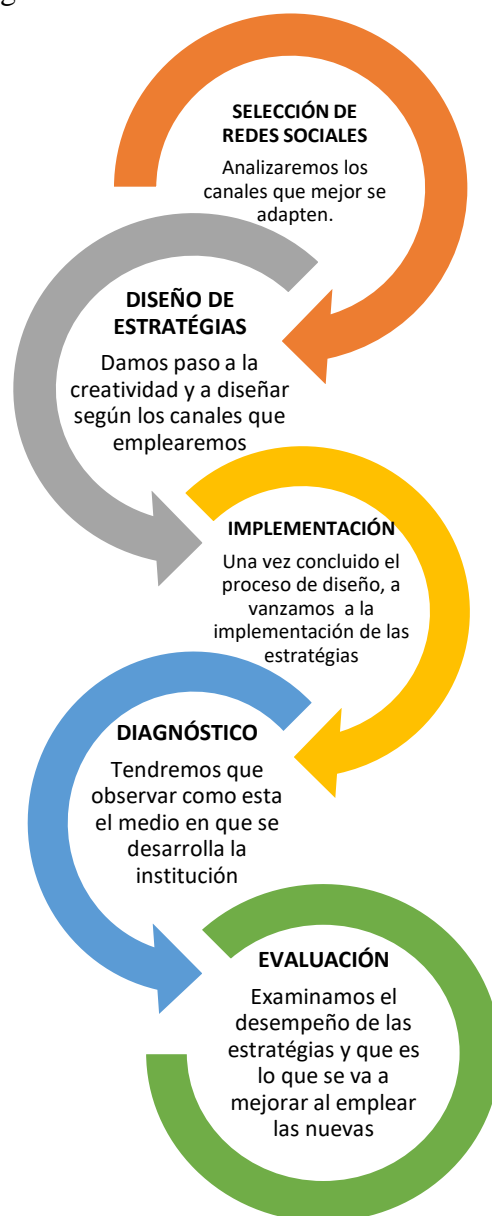 SELECCIÓN DE
REDES SOCIALES
Analizaremos los
canales que mejor se
adapten.
DISEÑO DE
ESTRATÉGIAS
Damos paso a la
creatividad y a diseñar
según los canales que
emplearemos
IMPLEMENTACIÓN
Una vez concluido el
proceso de diseño, a
vanzamos a la
implementación de las
estratégias
DIAGNÓSTICO
Tendremos que
observar como esta
el medio en que se
desarrolla la
institución
EVALUACIÓN
Examinamos el
desempeño de las
estratégias y que es
lo que se va a
mejorar al emplear
las nuevas